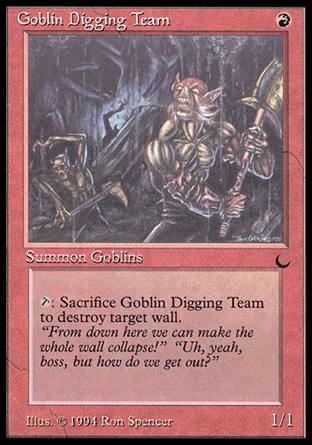 Goblin Digging Team
Summon Goblins
: Sacrifice Goblin Digging Team
to destroy target wall.
"From down here we can make the
whole wall collapse!" "Uh, yeah,
boss, but how do we get out?"
Illus. © 1994 Ron Spencer
1/1